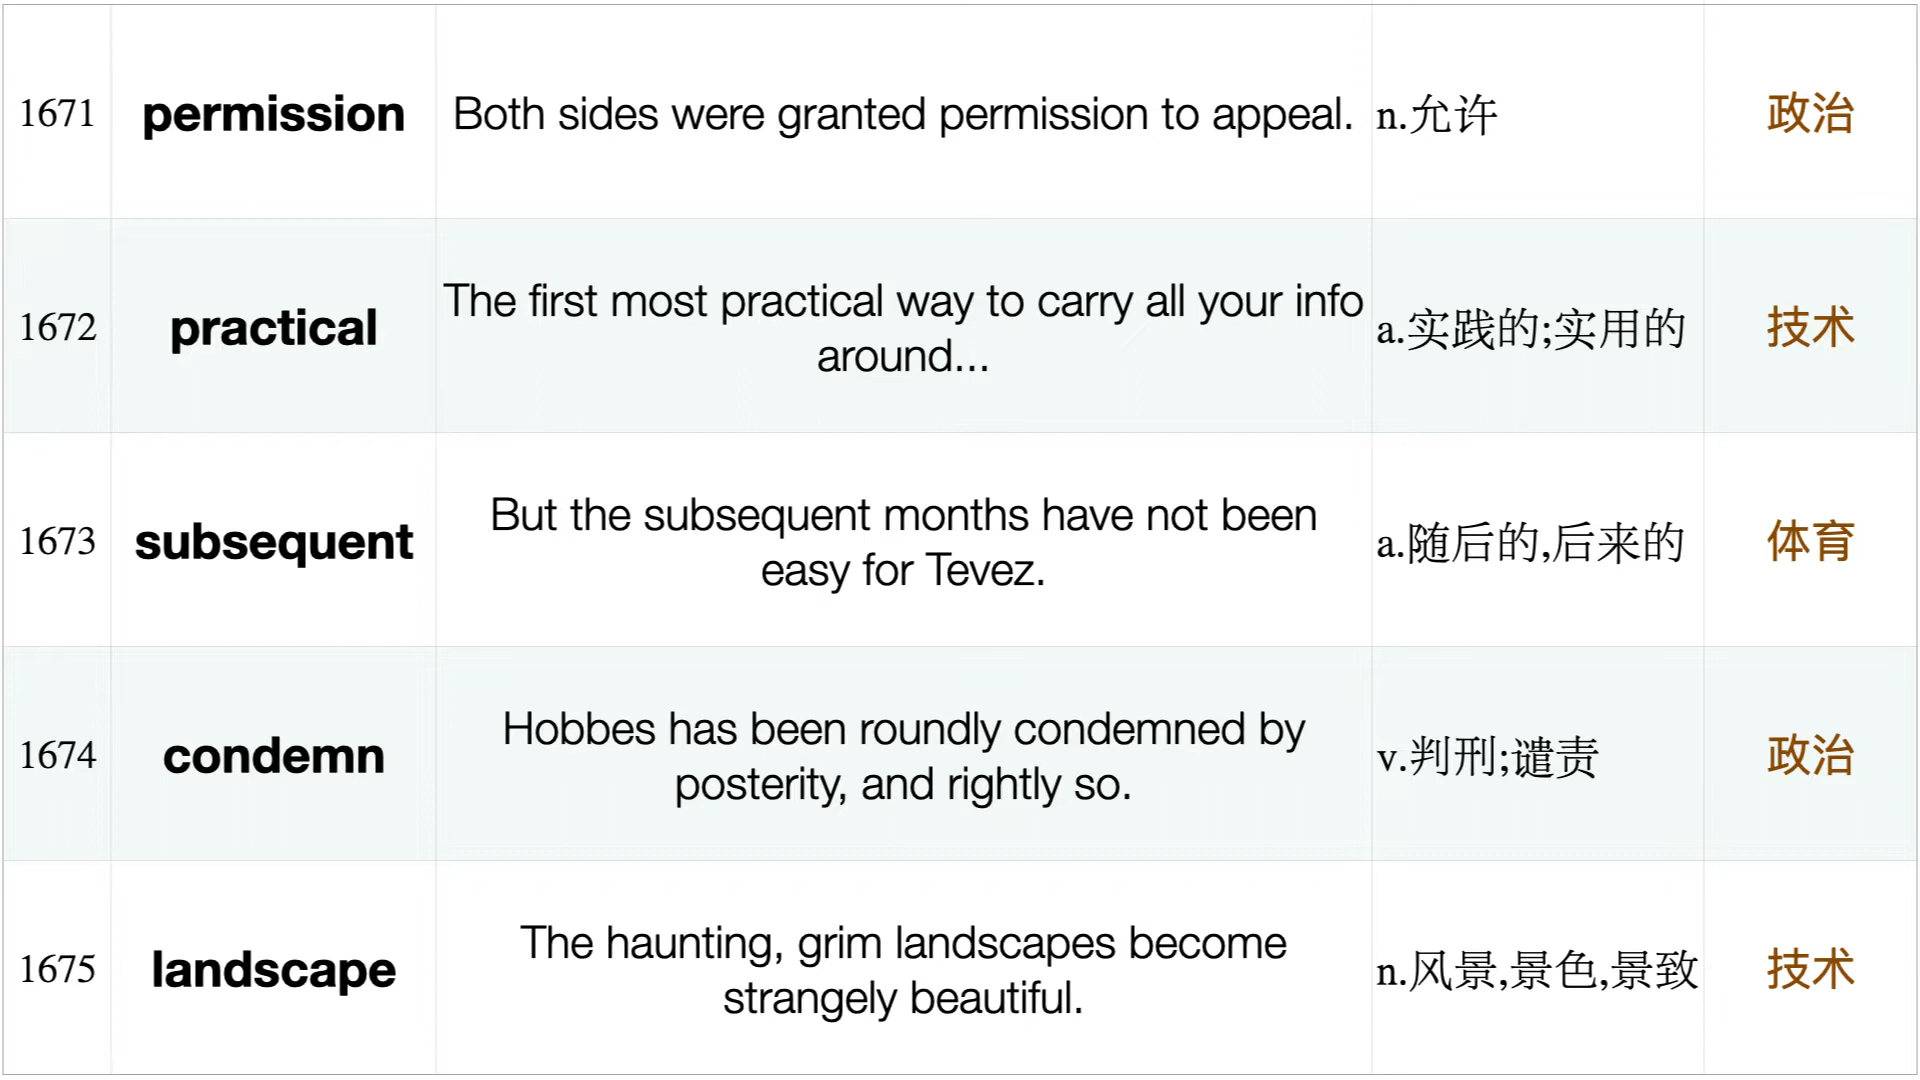 1671 permission Both sides were granted permission to appeal. n.允许 政治
1672 practical The first most practical way to carry all your info
around... a.实践的;实用的 技术
1673 subsequent But the subsequent months have not been
easy for Tevez. a.随后的,后来的 体育
1674 condemn Hobbes has been roundly condemned by
posterity, and rightly so. v.判刑;谴责 政治
1675 landscape The haunting, grim landscapes become
strangely beautiful. n.风景,景色,景致 技术